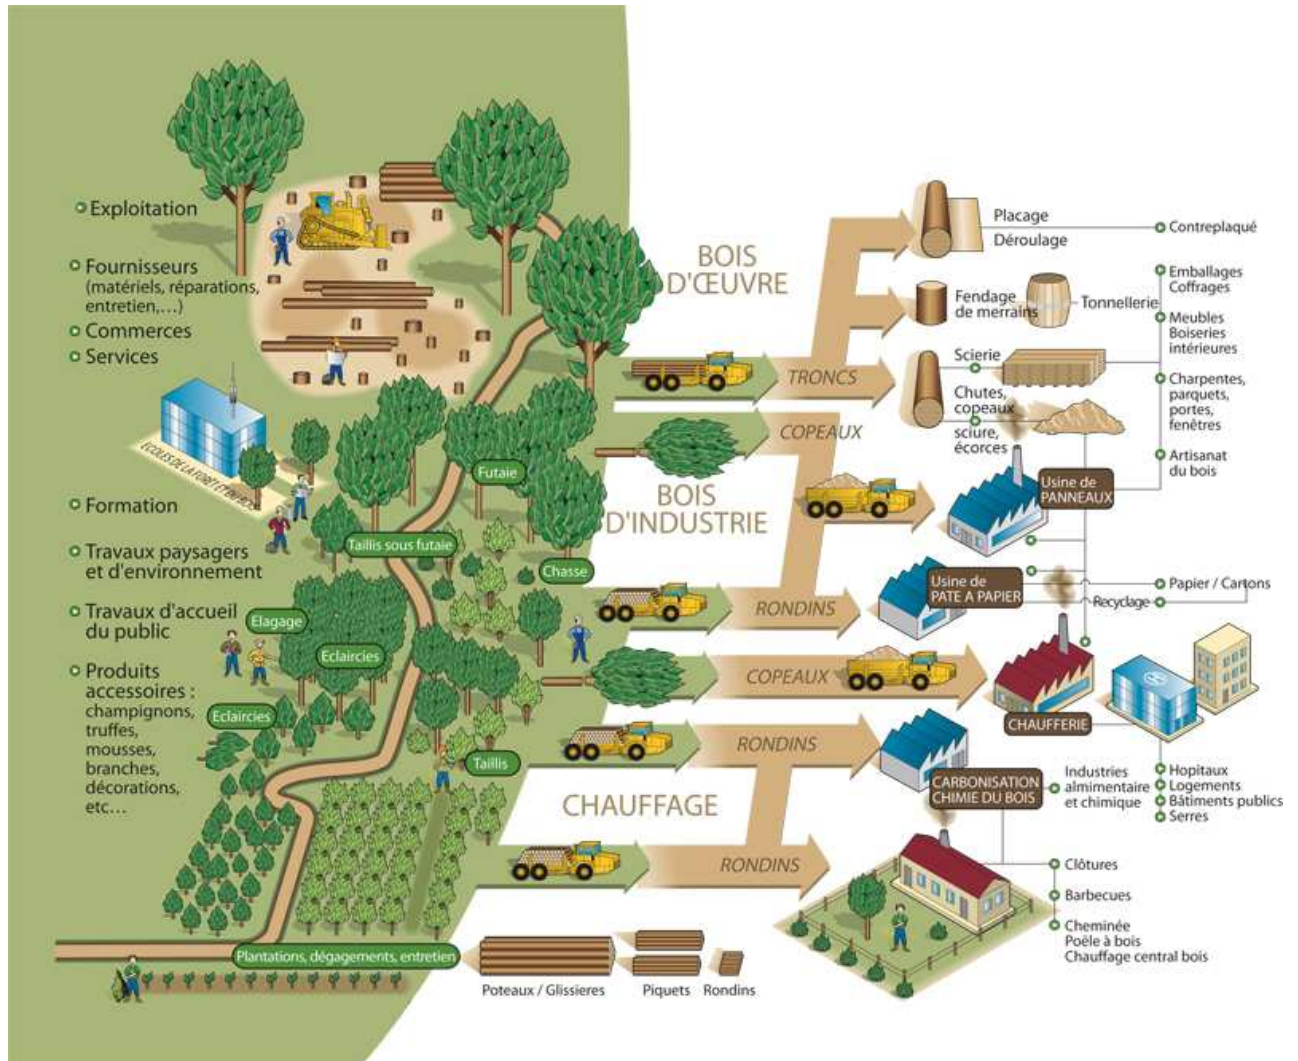 Exploitation
Fournisseurs
(matériels, réparations,
entretien,...)
Commerces
Services
ECOLES DE LA FORÊT ET DU BOIS
Formation
Travaux paysagers
et d'environnement
Travaux d'accueil
du public
Produits
accessoires :
champignons,
truffes,
mousses,
branches,
décorations,
etc...
Futaie
Taillis sous futaie
Chasse
Elagage
Eclaircies
Eclaircies
Taillis
Plantations, dégagements, entretien
Poteaux / Glissieres
Piquets
Rondins
BOIS
D'ŒUVRE
TRONCS
Placage
Déroulage
Contreplaqué
Fendage
de merrains
Tonnellerie
Scierie
Chutes,
copeaux
sciure,
écorces
Emballages
Coffrages
Meubles
Boiseries
intérieures
Charpentes,
parquets,
portes,
fenêtres
Artisanat
du bois
COPEAUX
BOIS
D'INDUSTRIE
Usine de
PANNEAUX
RONDINS
Usine de
PATE A PAPIER
Papier / Cartons
Recyclage
COPEAUX
CHAUFFERIE
RONDINS
CHAUFFAGE
CARBONISATION
CHIMIE DU BOIS
Industries
almimentaire
et chimique
Hopitaux
Logements
Bâtiments publics
Serres
RONDINS
Clôtures
Barbecues
Cheminée
Poële à bois
Chauffage central bois